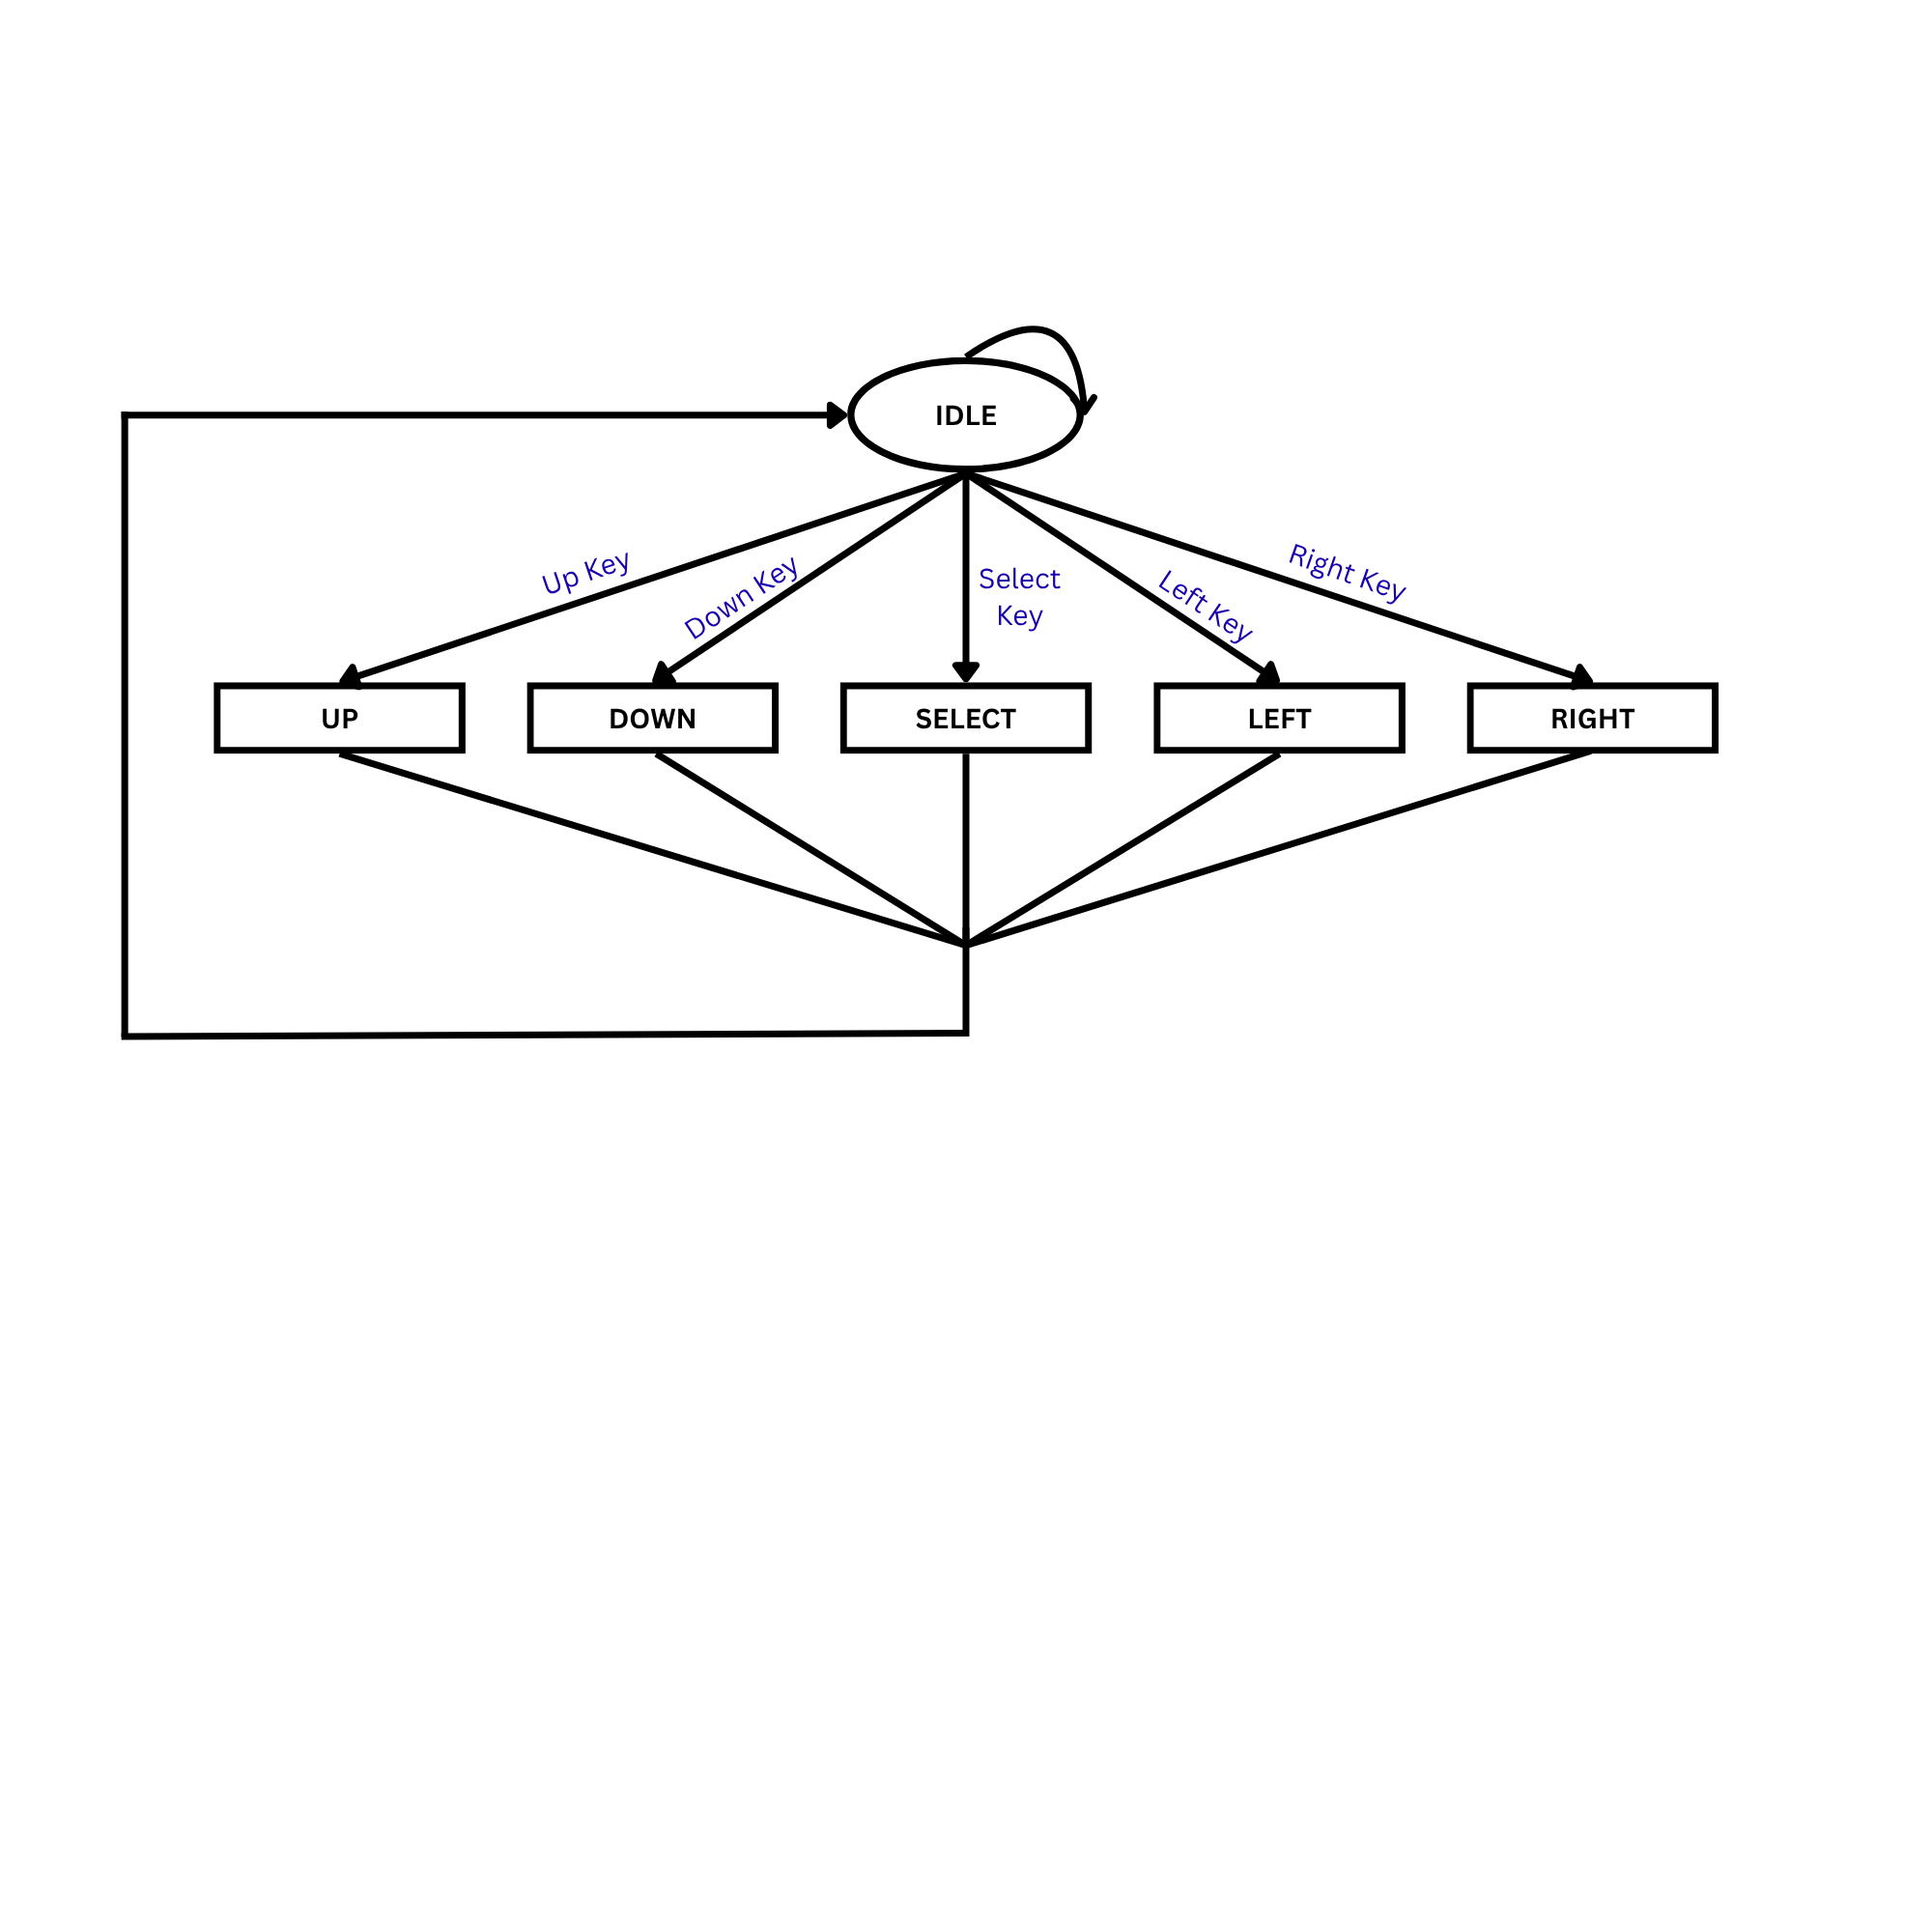 IDLE
Up Key
Down Key
Select
Key
Left Key
Right Key
UP
DOWN
SELECT
LEFT
RIGHT